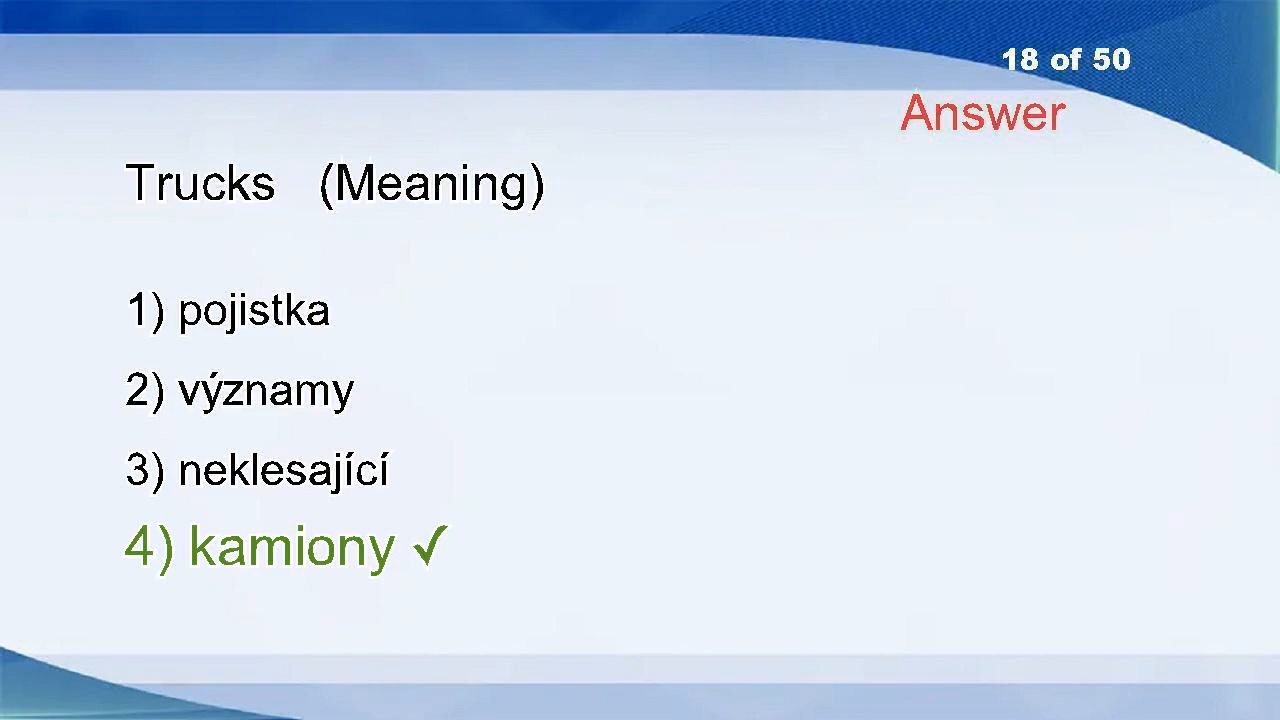 18 of 50
Answer
Trucks (Meaning)
1) pojistka
2) významy
3) neklesající
4) kamiony ✓